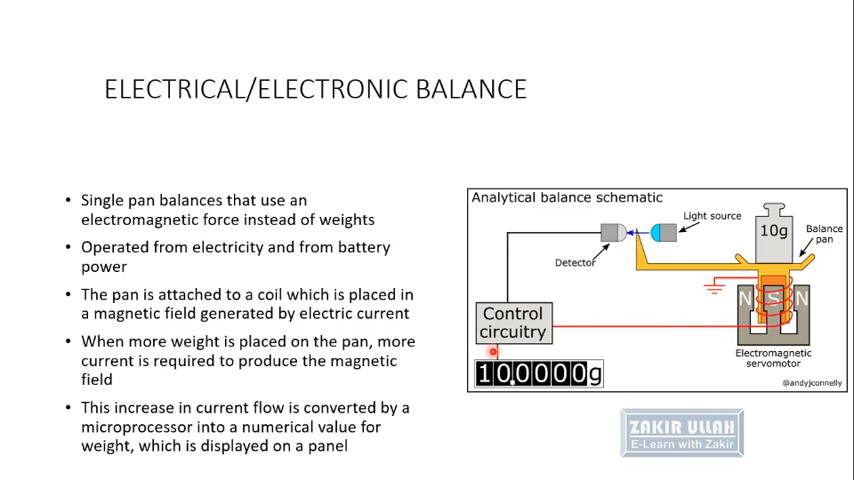 ELECTRICAL/ELECTRONIC BALANCE
• Single pan balances that use an
electromagnetic force instead of weights
• Operated from electricity and from battery
power
• The pan is attached to a coil which is placed in
a magnetic field generated by electric current
• When more weight is placed on the pan, more
current is required to produce the magnetic
field
• This increase in current flow is converted by a
microprocessor into a numerical value for
weight, which is displayed on a panel
Analytical balance schematic
Light source
10g
Balance
pan
Detector
N S N
Control
circuitry
Electromagnetic
servomotor
10.0000g
@andyjconnelly
ZAKIR ULLAH
E-Learn with Zakir